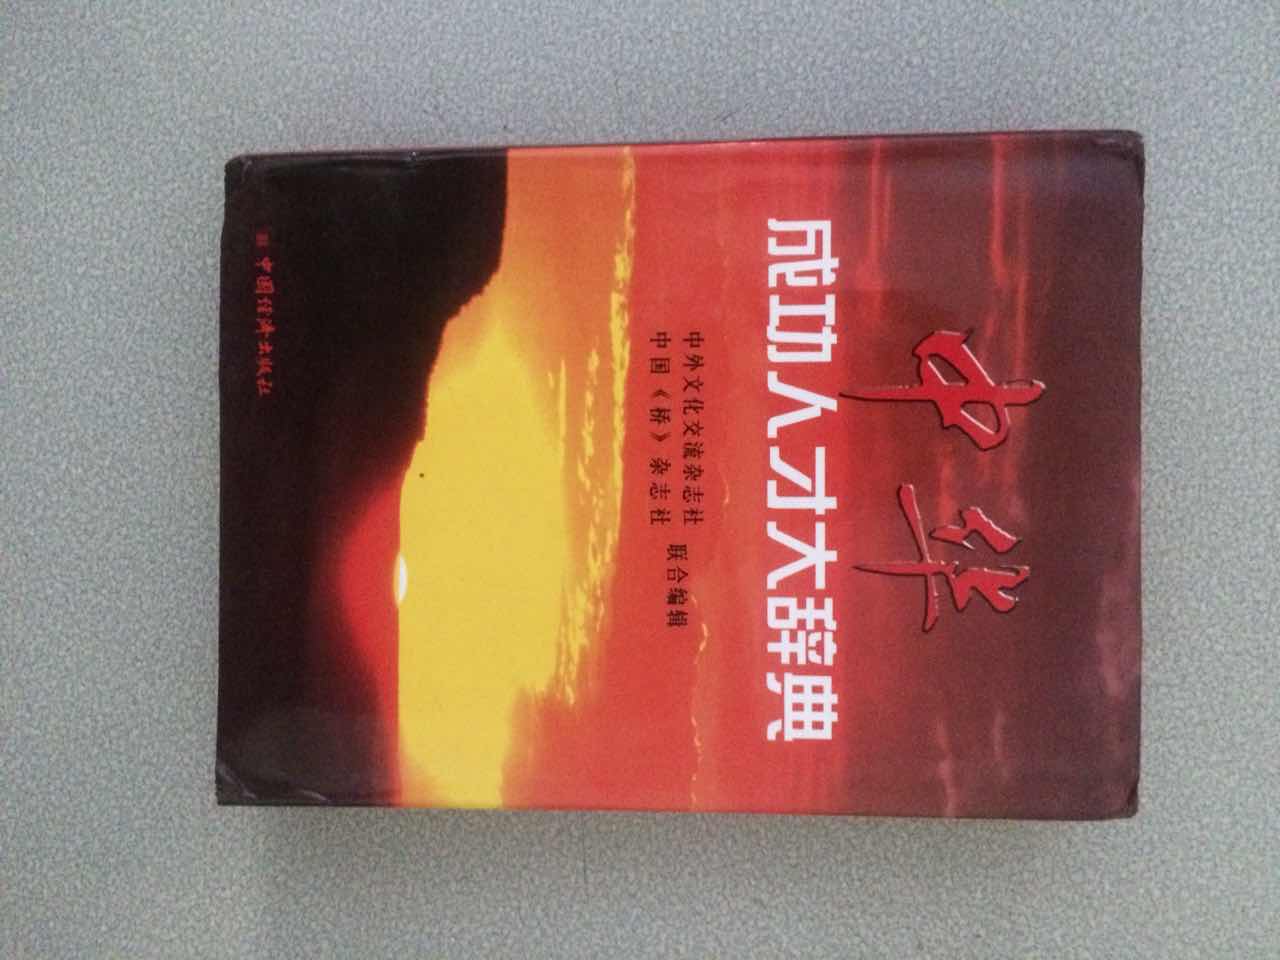 中华
成功人才大辞典
中外文化交流杂志社
中国《桥》杂志社
联合编辑
中国经济出版社